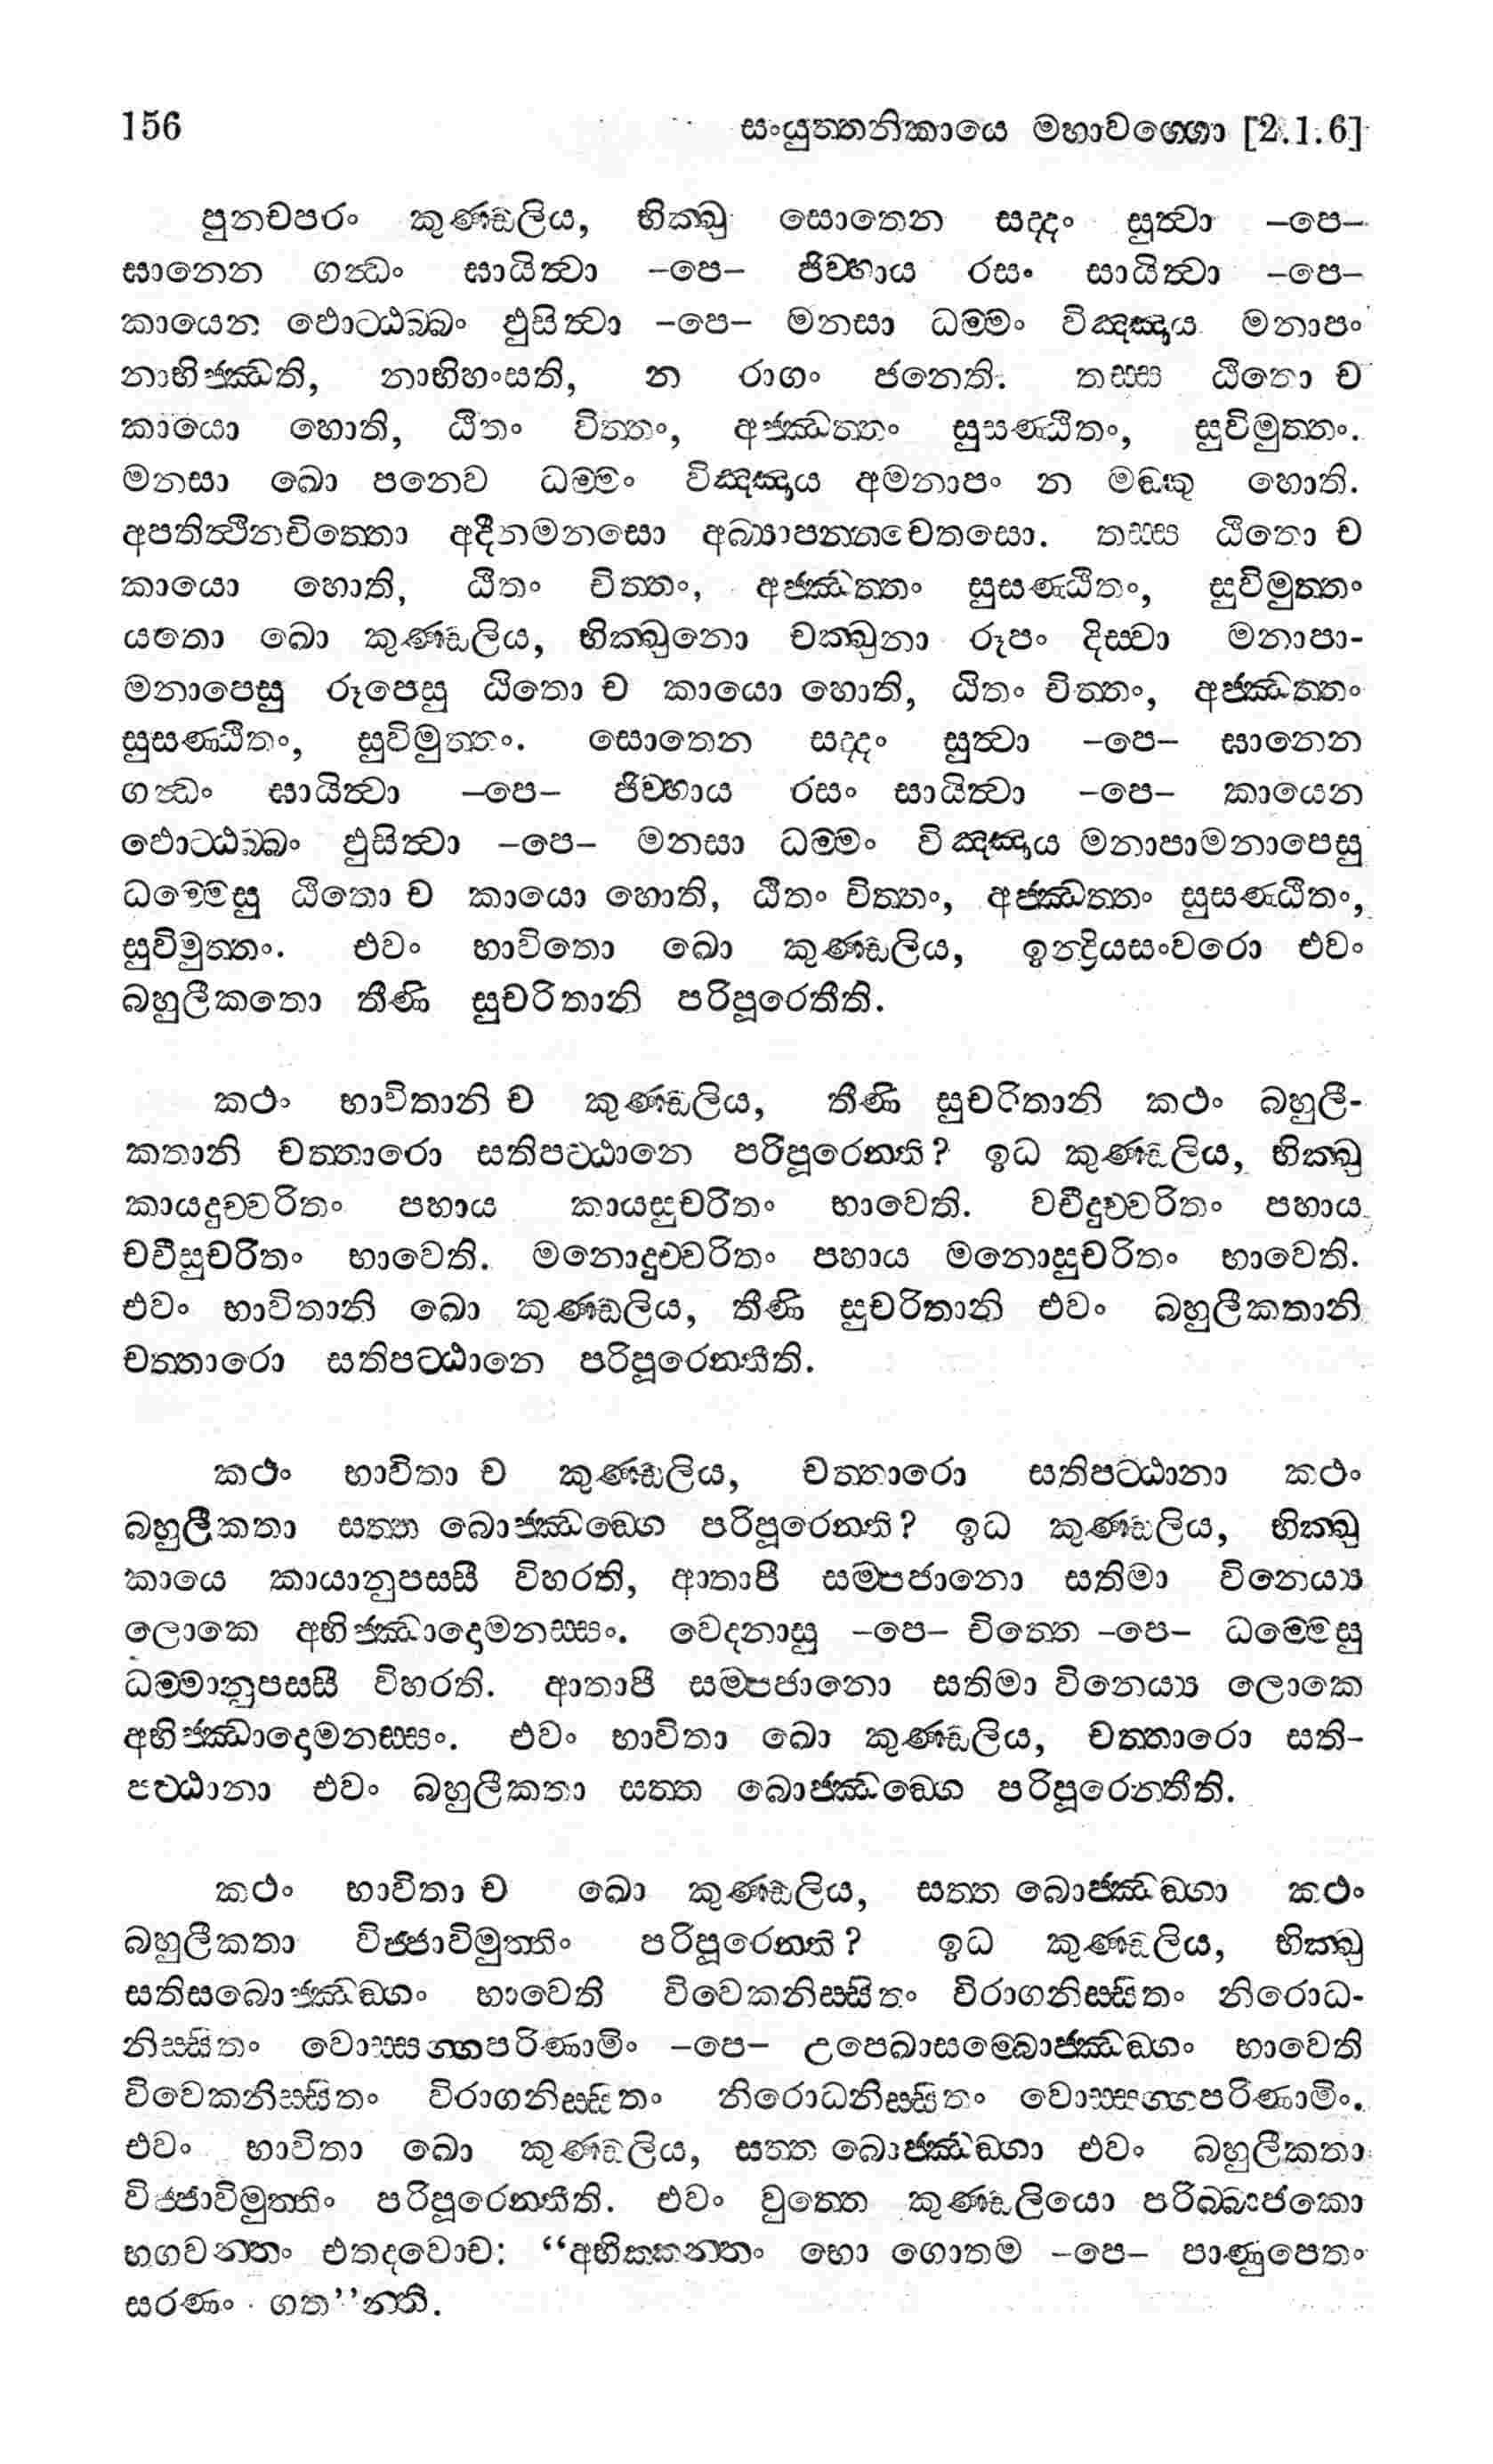 156 සංයුත්තනිකායෙ මහාවග්ගො [2.1.6]
පුනචපරං කුණ්ඩලිය, භික්ඛු සොතෙන සද්දං සුත්වා –පෙ–
ඝානෙන ගන්ධං ඝායිත්වා –පෙ– ජිව්හාය රසං සායිත්වා –පෙ–
කායෙන ඵොට්ඨබ්බං ඵුසිත්වා –පෙ– මනසා ධම්මං විඤ්ඤාය මනාපං
නාභිජ්ඣති, නාභිහංසති, න රාගං ජනෙති. තස්ස ඨිතො ච
කායො හොති, ඨිතං චිත්තං, අජ්ඣත්තං සුසණ්ඨිතං, සුවිමුත්තං.
මනසා ඛො පනෙව ධම්මං විඤ්ඤාය අමනාපං න මඞ්කු හොති.
අපතිත්ථීනචිත්තො අදීනමනසො අබ්‍යාපන්නචෙතසො. තස්ස ඨිතො ච
කායො හොති, ඨිතං චිත්තං, අජ්ඣත්තං සුසණ්ඨිතං, සුවිමුත්තං
යතො ඛො කුණ්ඩලිය, භික්ඛුනො චක්ඛුනා රූපං දිස්වා මනාපා-
මනාපෙසු රූපෙසු ඨිතො ච කායො හොති, ඨිතං චිත්තං, අජ්ඣත්තං
සුසණ්ඨිතං, සුවිමුත්තං. සොතෙන සද්දං සුත්වා –පෙ– ඝානෙන
ගන්ධං ඝායිත්වා –පෙ– ජිව්හාය රසං සායිත්වා –පෙ– කායෙන
ඵොට්ඨබ්බං ඵුසිත්වා –පෙ– මනසා ධම්මං විඤ්ඤාය මනාපාමනාපෙසු
ධම්මෙසු ඨිතො ච කායො හොති, ඨිතං චිත්තං, අජ්ඣත්තං සුසණ්ඨිතං,
සුවිමුත්තං. එවං භාවිතො ඛො කුණ්ඩලිය, ඉන්ද්‍රියසංවරො එවං
බහුලීකතො තීණි සුචරිතානි පරිපූරෙතීති.
කථං භාවිතානි ච කුණ්ඩලිය, තීණි සුචරිතානි කථං බහුලී-
කතානි චත්තාරො සතිපට්ඨානෙ පරිපූරෙන්ති? ඉධ කුණ්ඩලිය, භික්ඛු
කායදුච්චරිතං පහාය කායසුචරිතං භාවෙති. වචීදුච්චරිතං පහාය
වචීසුචරිතං භාවෙති. මනොදුච්චරිතං පහාය මනොසුචරිතං භාවෙති.
එවං භාවිතානි ඛො කුණ්ඩලිය, තීණි සුචරිතානි එවං බහුලීකතානි
චත්තාරො සතිපට්ඨානෙ පරිපූරෙන්තීති.
කථං භාවිතා ච කුණ්ඩලිය, චත්තාරො සතිපට්ඨානා කථං
බහුලීකතා සත්ත බොජ්ඣඞ්ගෙ පරිපූරෙන්ති? ඉධ කුණ්ඩලිය, භික්ඛු
කායෙ කායානුපස්සී විහරති, ආතාපී සම්පජානො සතිමා විනෙය්‍ය
ලොකෙ අභිජ්ඣාදොමනස්සං. වෙදනාසු –පෙ– චිත්තෙ –පෙ– ධම්මෙසු
ධම්මානුපස්සී විහරති. ආතාපී සම්පජානො සතිමා විනෙය්‍ය ලොකෙ
අභිජ්ඣාදොමනස්සං. එවං භාවිතා ඛො කුණ්ඩලිය, චත්තාරො සති-
පට්ඨානා එවං බහුලීකතා සත්ත බොජ්ඣඞ්ගෙ පරිපූරෙන්තීති.
කථං භාවිතා ච ඛො කුණ්ඩලිය, සත්ත බොජ්ඣඞ්ගා කථං
බහුලීකතා විජ්ජාවිමුත්තිං පරිපූරෙන්ති? ඉධ කුණ්ඩලිය, භික්ඛු
සතිසබොජ්ඣඞ්ගං භාවෙති විවෙකනිස්සිතං විරාගනිස්සිතං නිරොධ-
නිස්සිතං වොස්සග්ගපරිණාමිං –පෙ– උපෙඛාසම්බොජ්ඣඞ්ගං භාවෙති
විවෙකනිස්සිතං විරාගනිස්සිතං නිරොධනිස්සිතං වොස්සග්ගපරිණාමිං.
එවං භාවිතා ඛො කුණ්ඩලිය, සත්ත බොජ්ඣඞ්ගා එවං බහුලීකතා
විජ්ජාවිමුත්තිං පරිපූරෙන්තීති. එවං වුත්තෙ කුණ්ඩලියො පරිබ්බාජකො
භගවන්තං එතදවොච: “අභික්කන්තං භො ගොතම –පෙ– පාණුපෙතං
සරණං ගත’’න්ති.